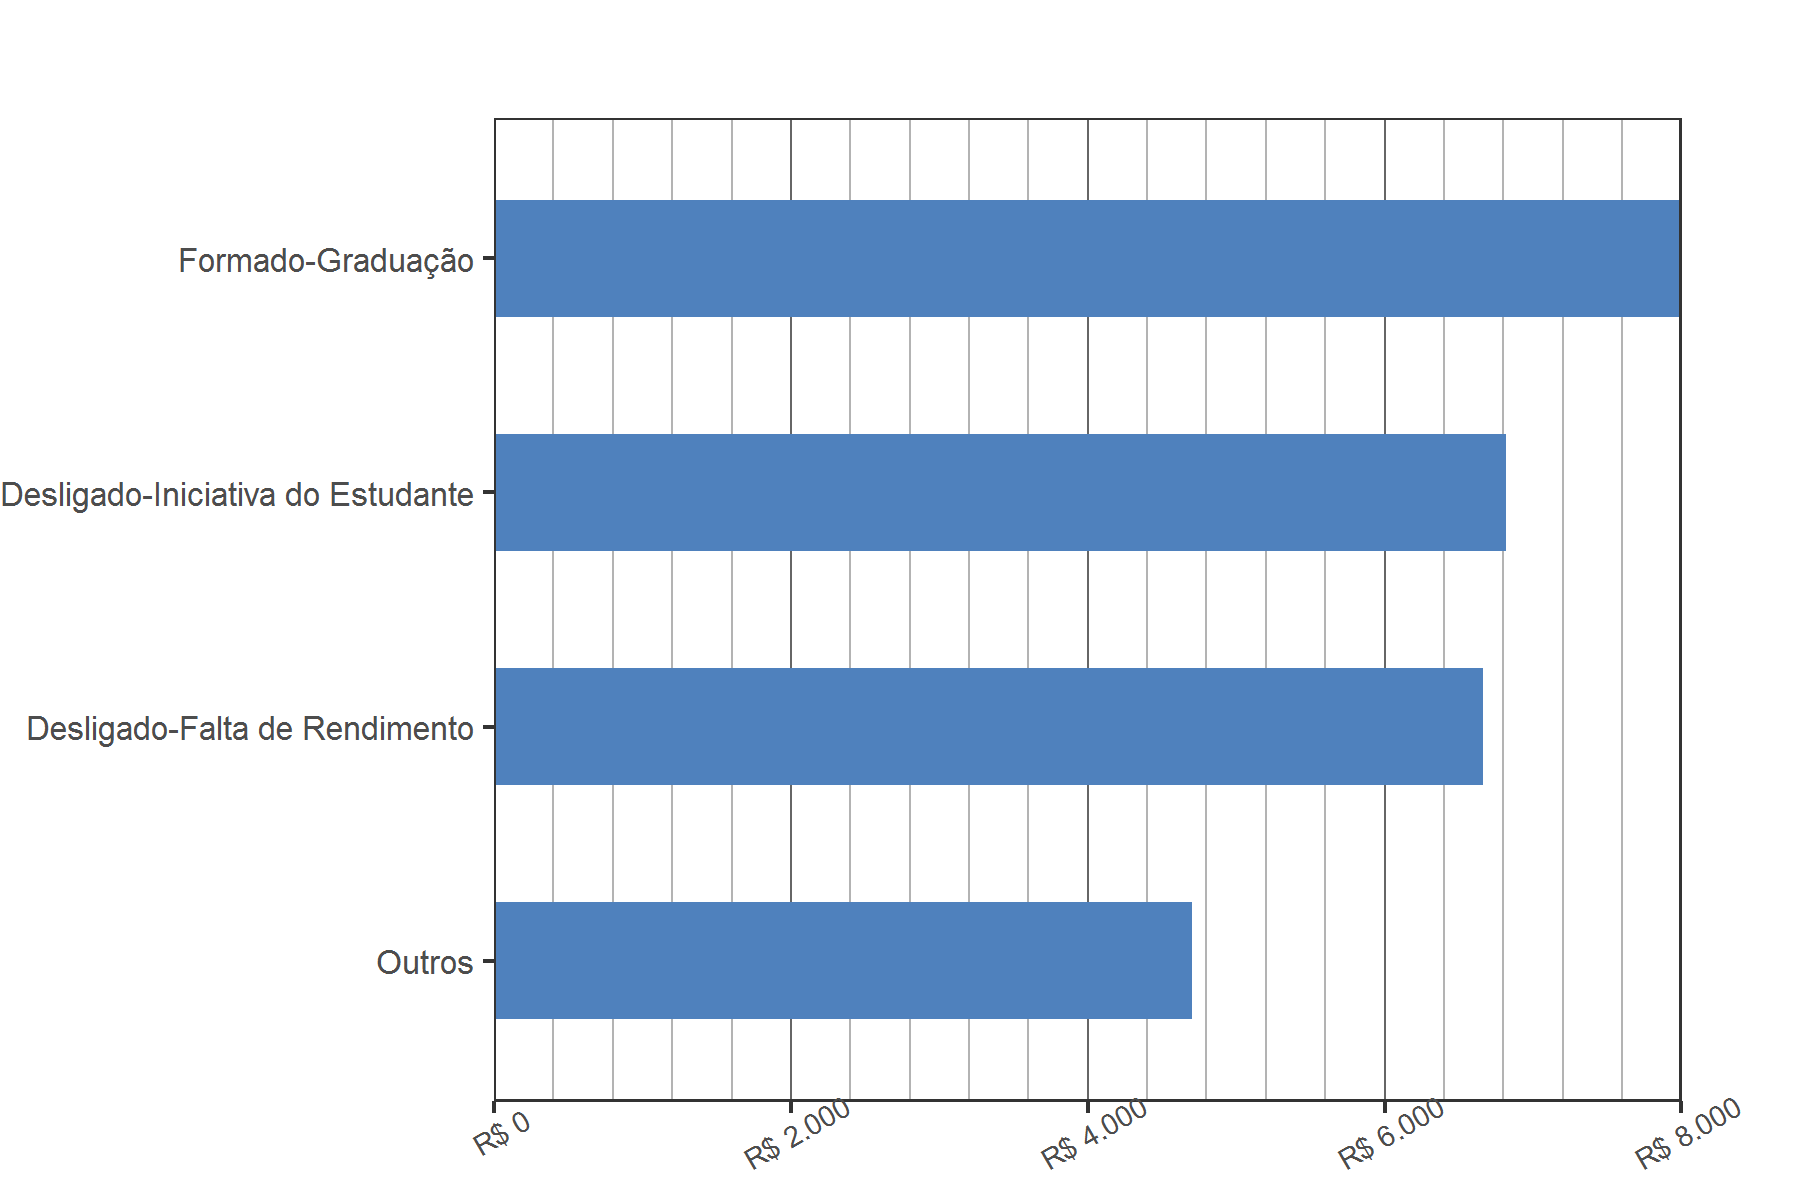 Formado-Graduação
Desligado-Iniciativa do Estudante
Desligado-Falta de Rendimento
Outros
R$ 0
R$ 2.000
R$ 4.000
R$ 6.000
R$ 8.000